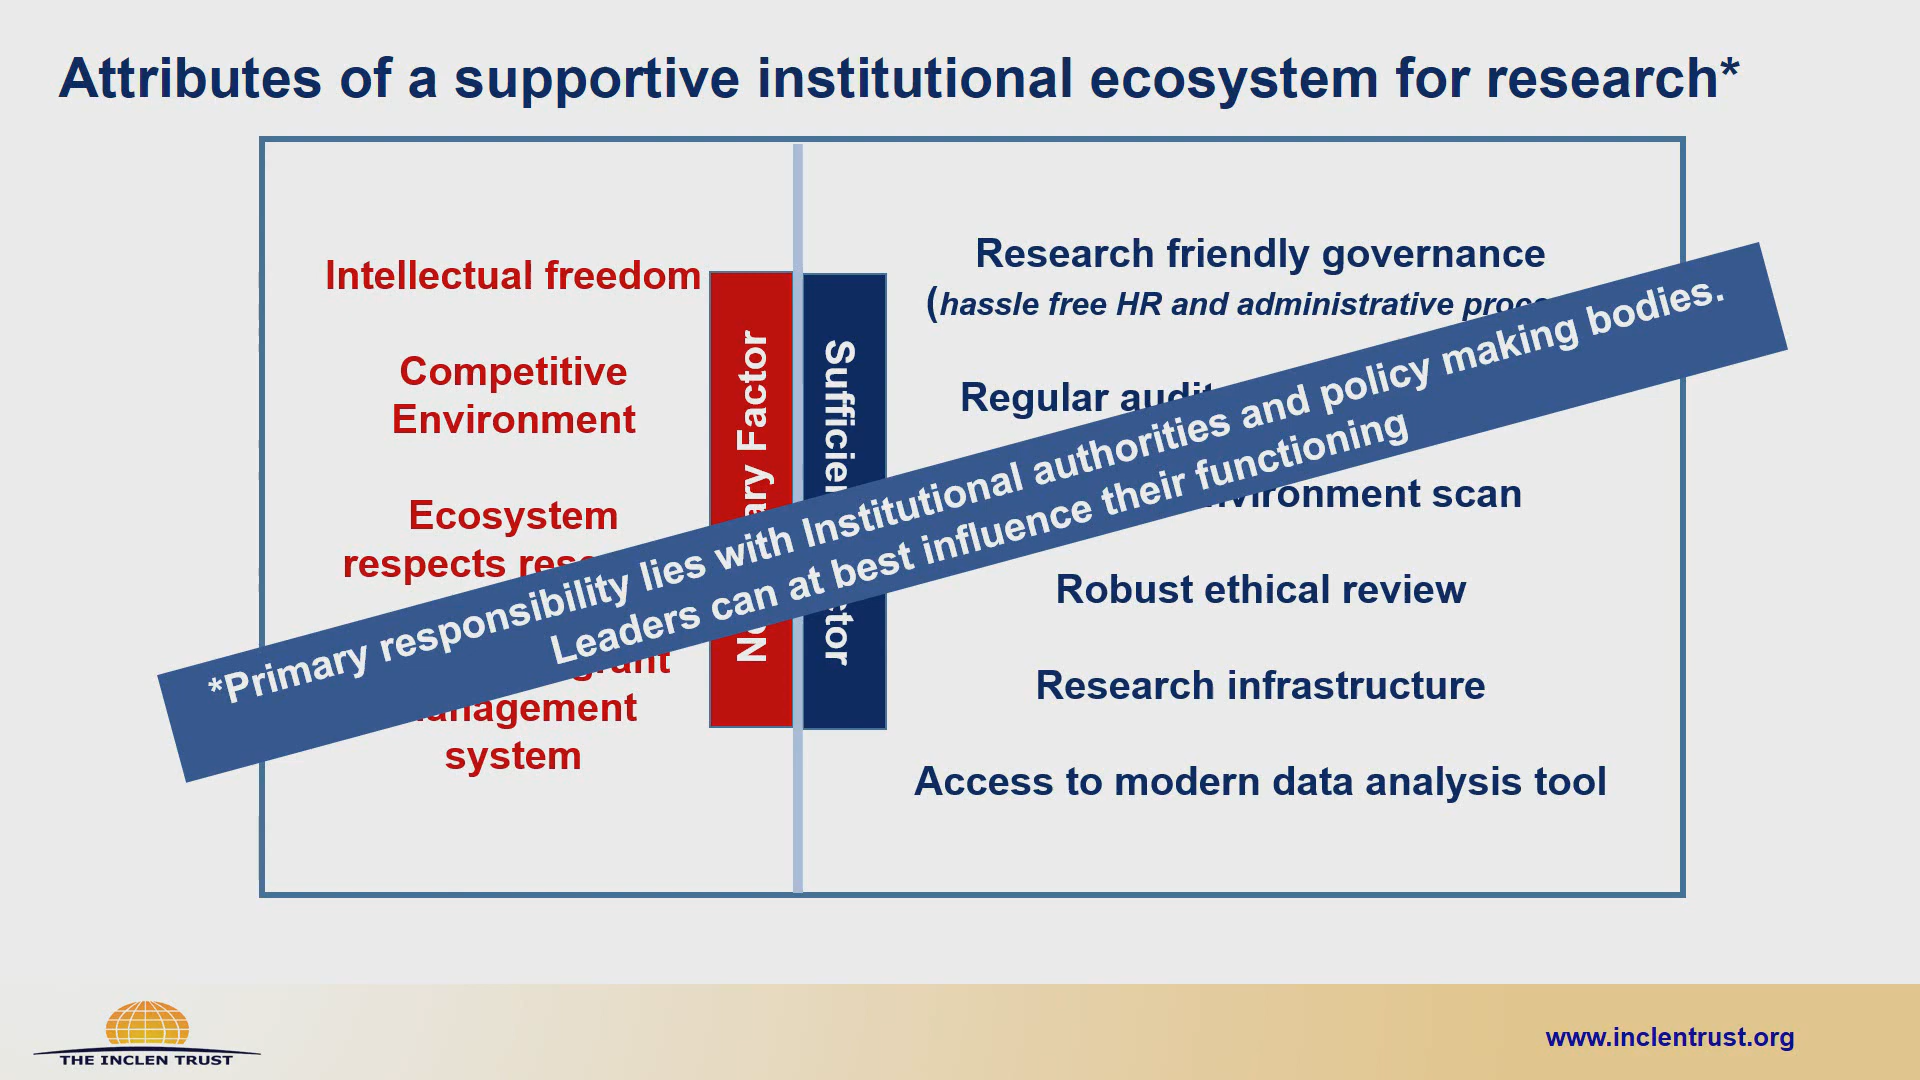 Attributes of a supportive institutional ecosystem for research*
Intellectual freedom
Competitive
Environment
Ecosystem
respects
system
Factor
Research friendly governance
(hassle free HR and administrative
Regular
scan
Robust ethical review
Research infrastructure
Access to modern data analysis tool
*Primary responsibility lies with Institutional authorities and policy making bodies.
Leaders can at best influence their functioning
THE INCLEN TRUST
www.inclentrust.org